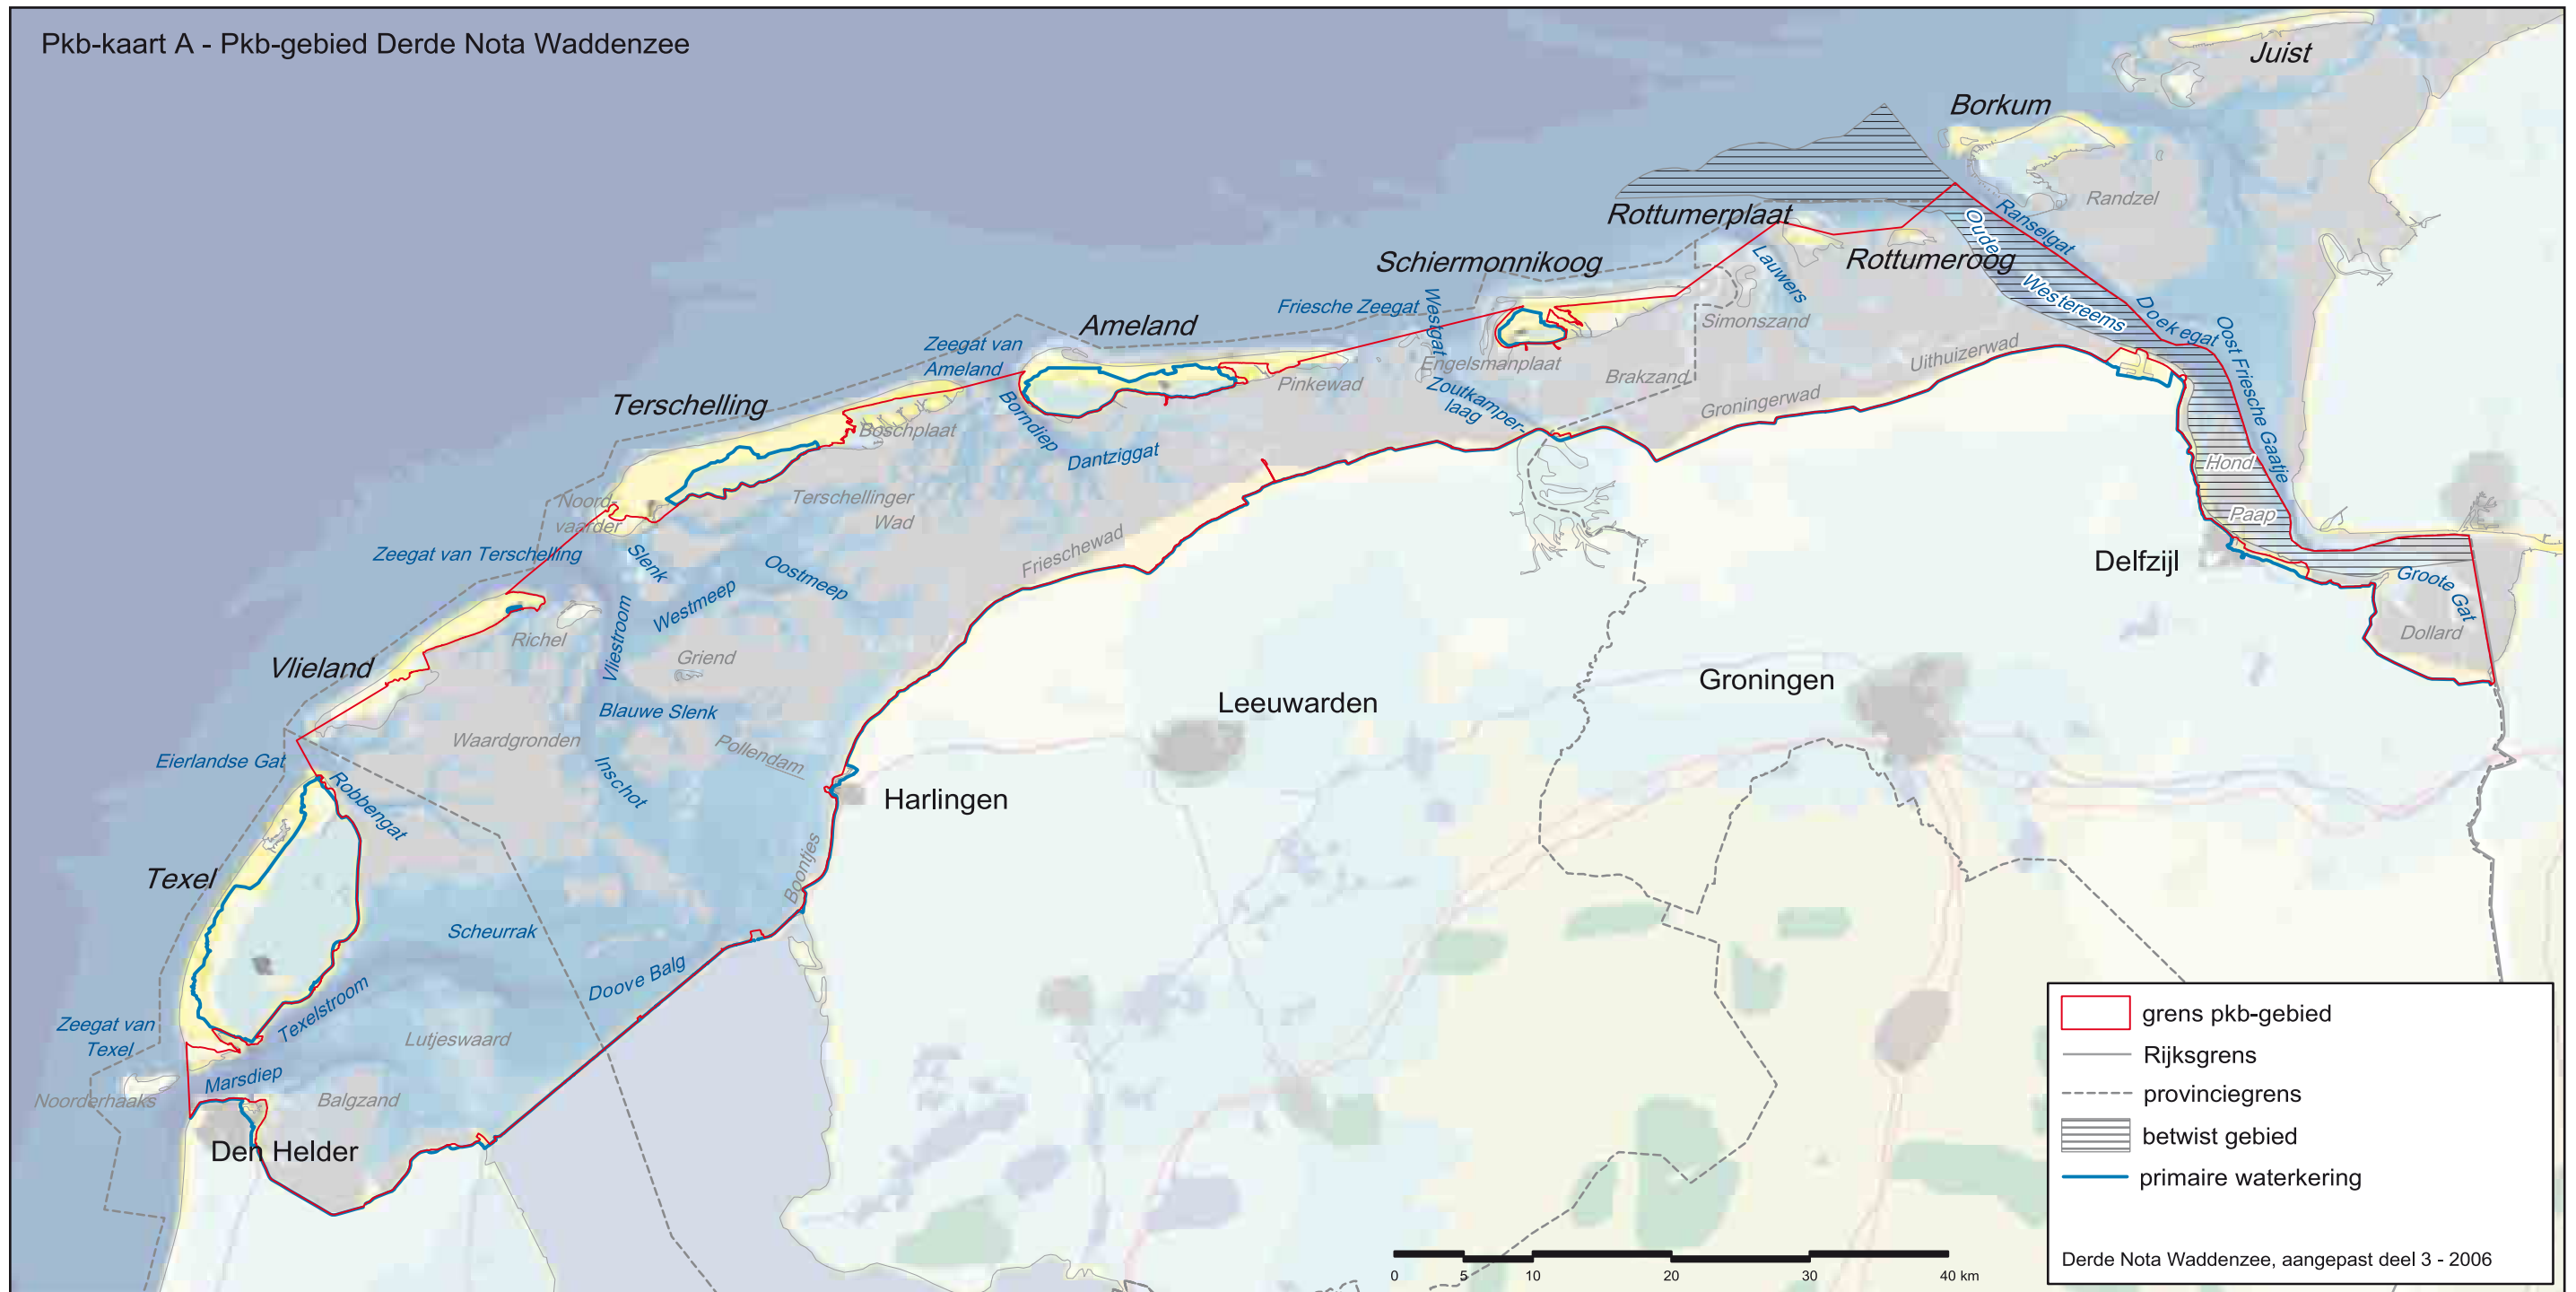 Pkb-kaart A - Pkb-gebied Derde Nota Waddenzee
Juist
Borkum
Randzel
Ranselgat
Oude
Westereems
Rottumerplaat
Rottumeroog
Lauwers
Schiermonnikoog
Simonszand
Doekegat
Oost Friesche Gaatje
Friesche Zeegat
Westgat
Ameland
Zeegat van
Ameland
Engelsmanplaat
Brakzand
Uithuizerwad
Pinkewad
Zoutkamper-
laag
Groningerwad
Terschelling
Boschplaat
Borndiep
Dantziggat
Hond
Paap
Noord-
vaarder
Terschellinger
Wad
Frieschewad
Zeegat van Terschelling
Slenk
Oostmeep
Westmeep
Vliestroom
Delfzijl
Groote Gat
Dollard
Richel
Griend
Vlieland
Blauwe Slenk
Leeuwarden
Groningen
Waardgronden
Pollendam
Eierlandse Gat
Robbengat
Inschot
Harlingen
Boontjes
Texel
Scheurrak
Doove Balg
Texelstroom
Zeegat van
Texel
Lutjeswaard
Marsdiep
Noorderhaaks
Balgzand
Den Helder
grens pkb-gebied
Rijksgrens
provinciegrens
betwist gebied
primaire waterkering
Derde Nota Waddenzee, aangepast deel 3 - 2006
0 5 10 20 30 40 km